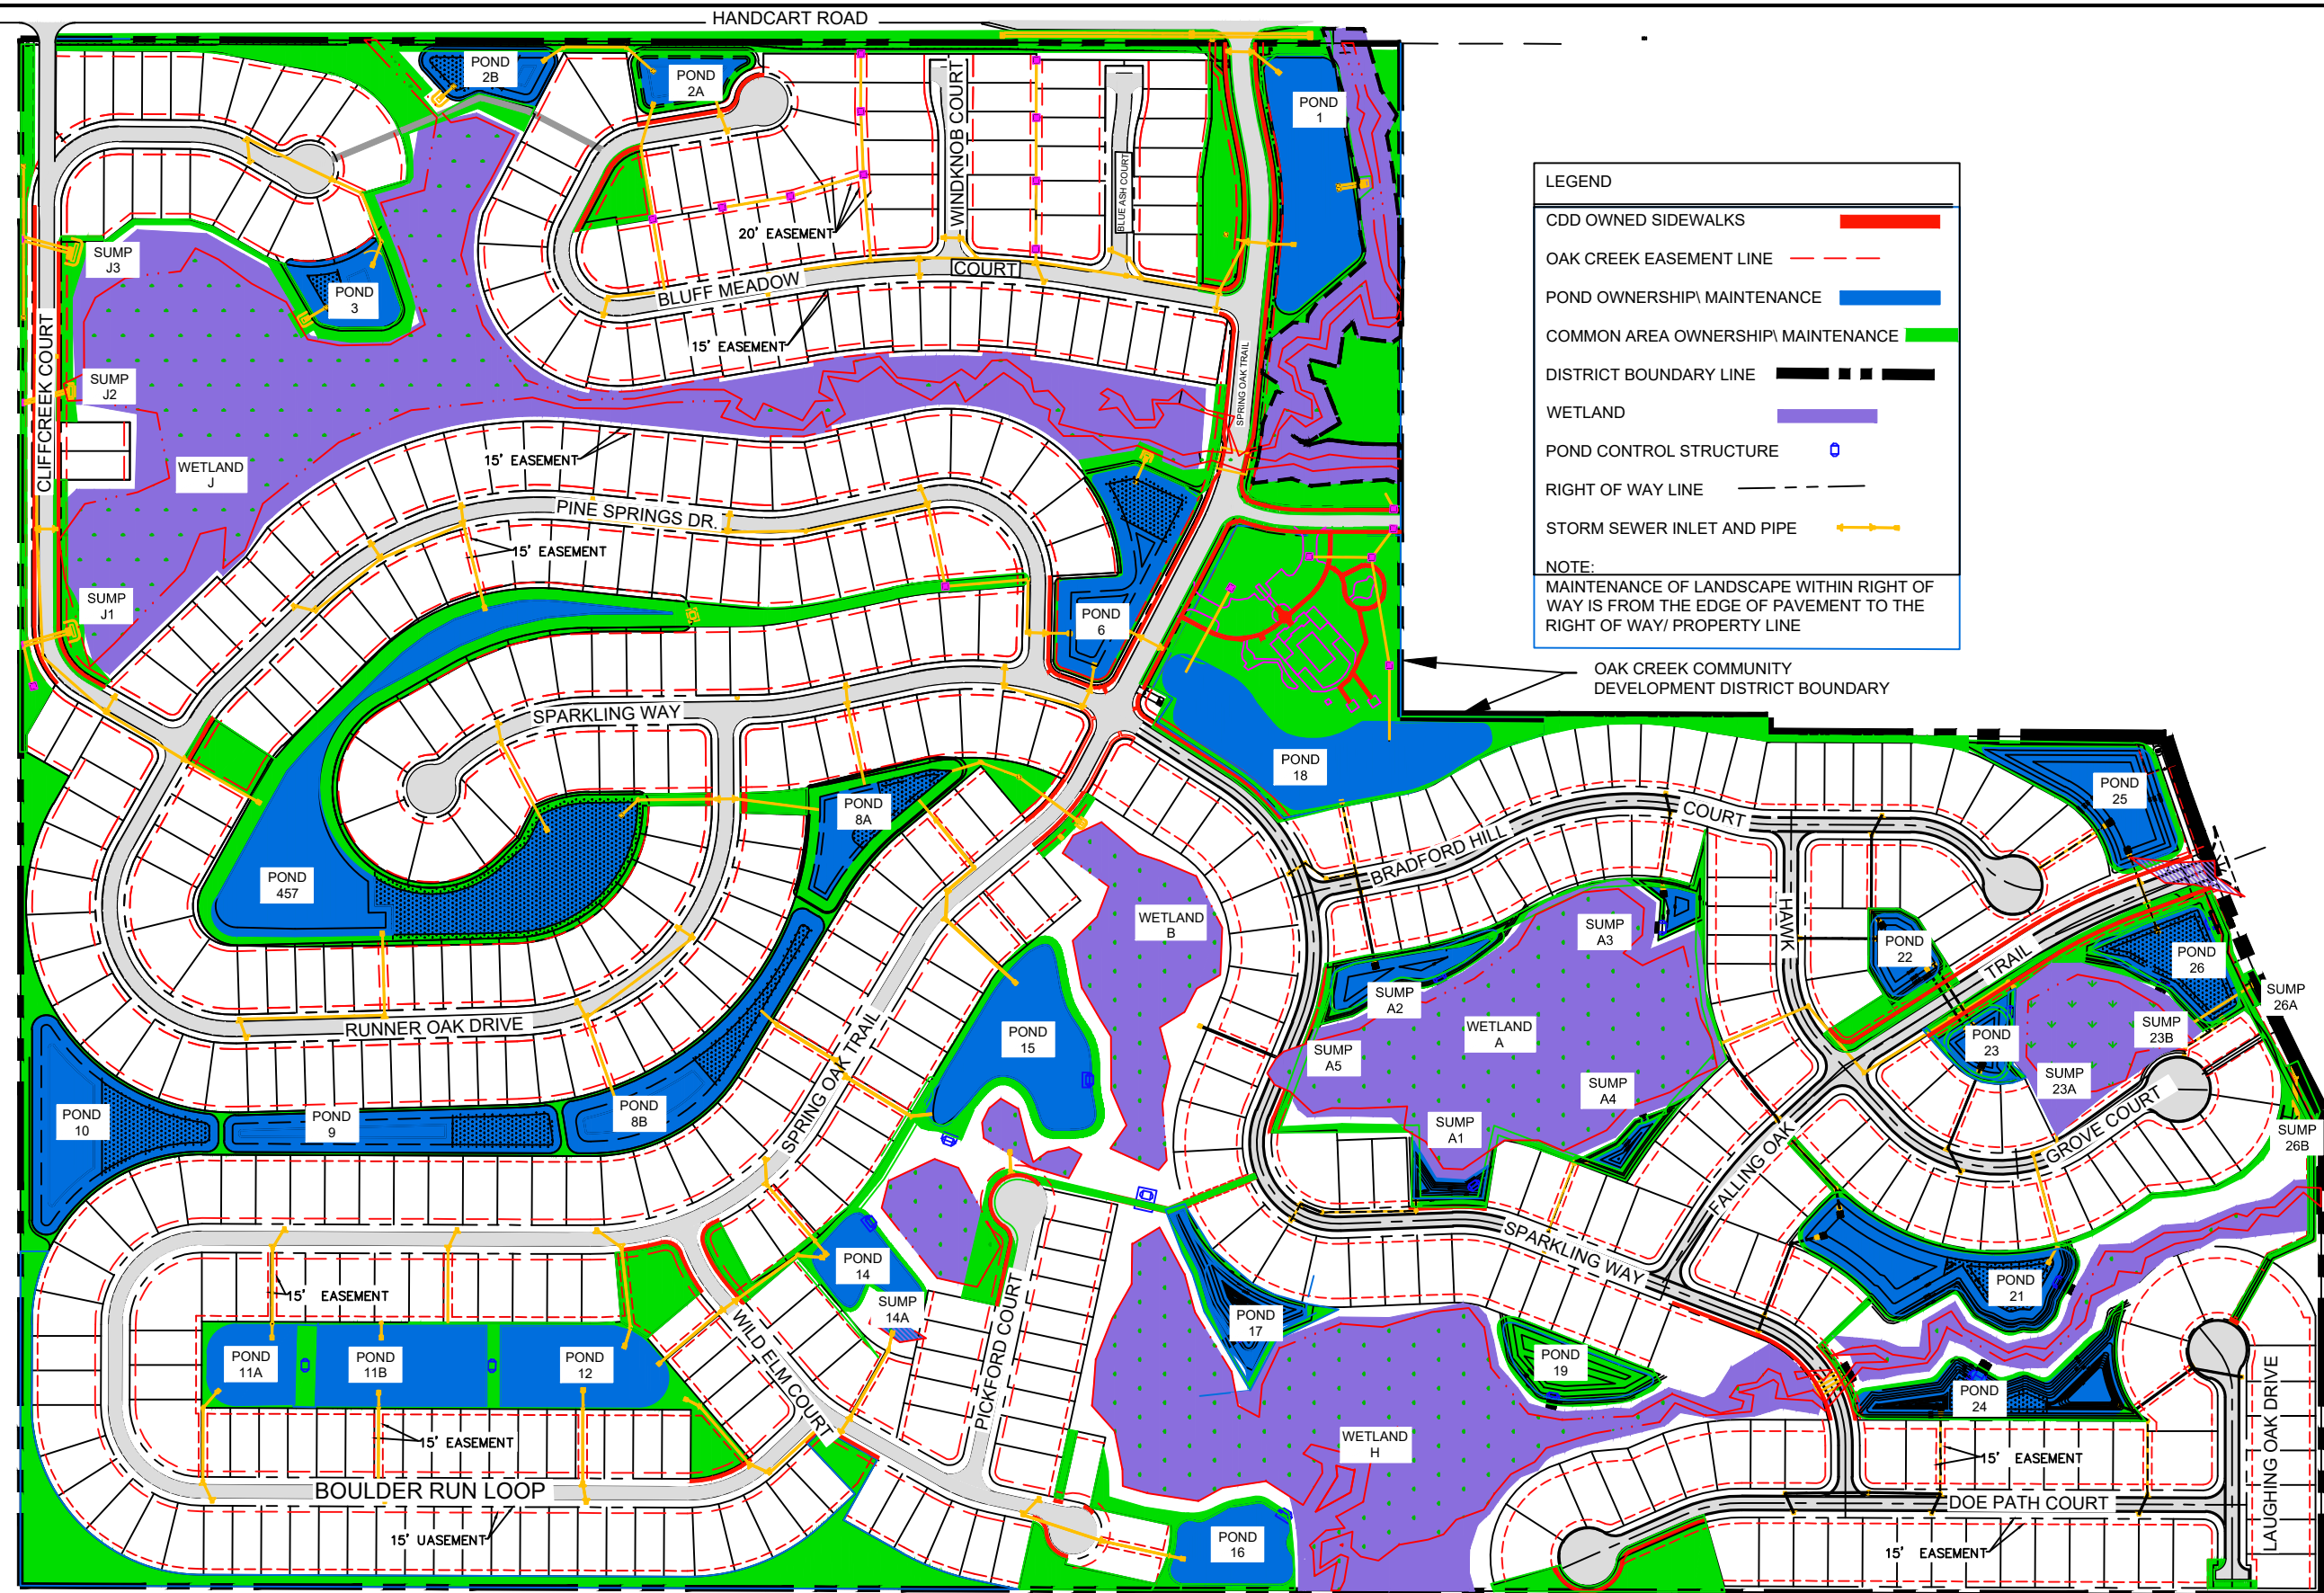 HANDCART ROAD
POND
2B
POND
2A
POND
1
WINDKNOB COURT
BLUE ASH COURT
LEGEND
CDD OWNED SIDEWALKS
OAK CREEK EASEMENT LINE
POND OWNERSHIP\ MAINTENANCE
COMMON AREA OWNERSHIP\ MAINTENANCE
DISTRICT BOUNDARY LINE
WETLAND
POND CONTROL STRUCTURE
RIGHT OF WAY LINE
STORM SEWER INLET AND PIPE
NOTE:
MAINTENANCE OF LANDSCAPE WITHIN RIGHT OF
WAY IS FROM THE EDGE OF PAVEMENT TO THE
RIGHT OF WAY/ PROPERTY LINE
OAK CREEK COMMUNITY
DEVELOPMENT DISTRICT BOUNDARY
20' EASEMENT
SUMP
J3
POND
3
BLUFF MEADOW
COURT
15' EASEMENT
SPRING OAK TRAIL
CLIFFCREEK COURT
SUMP
J2
WETLAND
J
15' EASEMENT
PINE SPRINGS DR.
15' EASEMENT
SUMP
J1
POND
6
SPARKLING WAY
POND
18
POND
25
POND
8A
COURT
BRADFORD HILL
POND
457
WETLAND
B
SUMP
A3
HAWK
POND
22
TRAIL
POND
26
SUMP
26A
SUMP
A2
WETLAND
A
SUMP
23B
POND
23
RUNNER OAK DRIVE
POND
15
SPRING OAK TRAIL
SUMP
A5
SUMP
A4
SUMP
23A
POND
10
POND
9
POND
8B
SUMP
A1
GROVE COURT
SUMP
26B
FALLING OAK
SPARKLING WAY
POND
14
SUMP
14A
15' EASEMENT
POND
17
POND
21
WILD ELM COURT
PICKFORD COURT
POND
11A
POND
11B
POND
12
POND
19
POND
24
LAUGHING OAK DRIVE
15' EASEMENT
WETLAND
H
15' EASEMENT
BOULDER RUN LOOP
DOE PATH COURT
15' UASEMENT
POND
16
15' EASEMENT